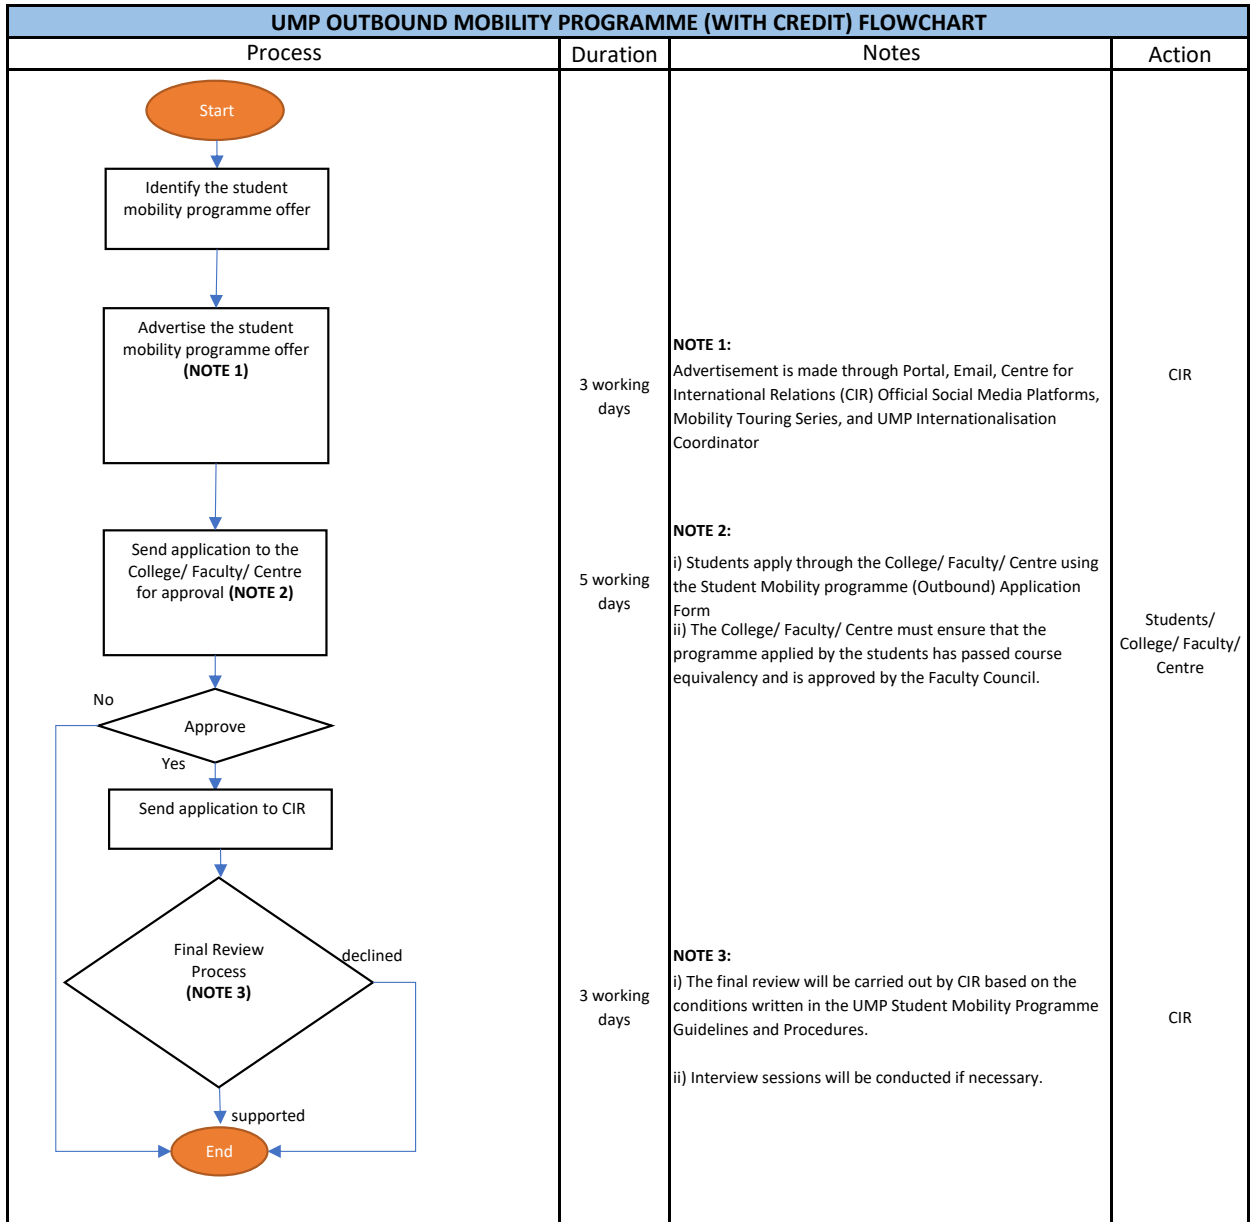 UMP OUTBOUND MOBILITY PROGRAMME (WITH CREDIT) FLOWCHART
Process
Duration
Notes
Action
Start
Identify the student
mobility programme offer
Advertise the student
mobility programme offer
(NOTE 1)
3 working
days
NOTE 1:
Advertisement is made through Portal, Email, Centre for
International Relations (CIR) Official Social Media Platforms,
Mobility Touring Series, and UMP Internationalisation
Coordinator
CIR
Send application to the
College/ Faculty/ Centre
for approval (NOTE 2)
5 working
days
NOTE 2:
i) Students apply through the College/ Faculty/ Centre using
the Student Mobility programme (Outbound) Application
Form
ii) The College/ Faculty/ Centre must ensure that the
programme applied by the students has passed course
equivalency and is approved by the Faculty Council.
Students/
College/ Faculty/
Centre
No
Approve
Yes
Send application to CIR
Final Review
Process
(NOTE 3)
declined
3 working
days
NOTE 3:
i) The final review will be carried out by CIR based on the
conditions written in the UMP Student Mobility Programme
Guidelines and Procedures.
ii) Interview sessions will be conducted if necessary.
CIR
supported
End